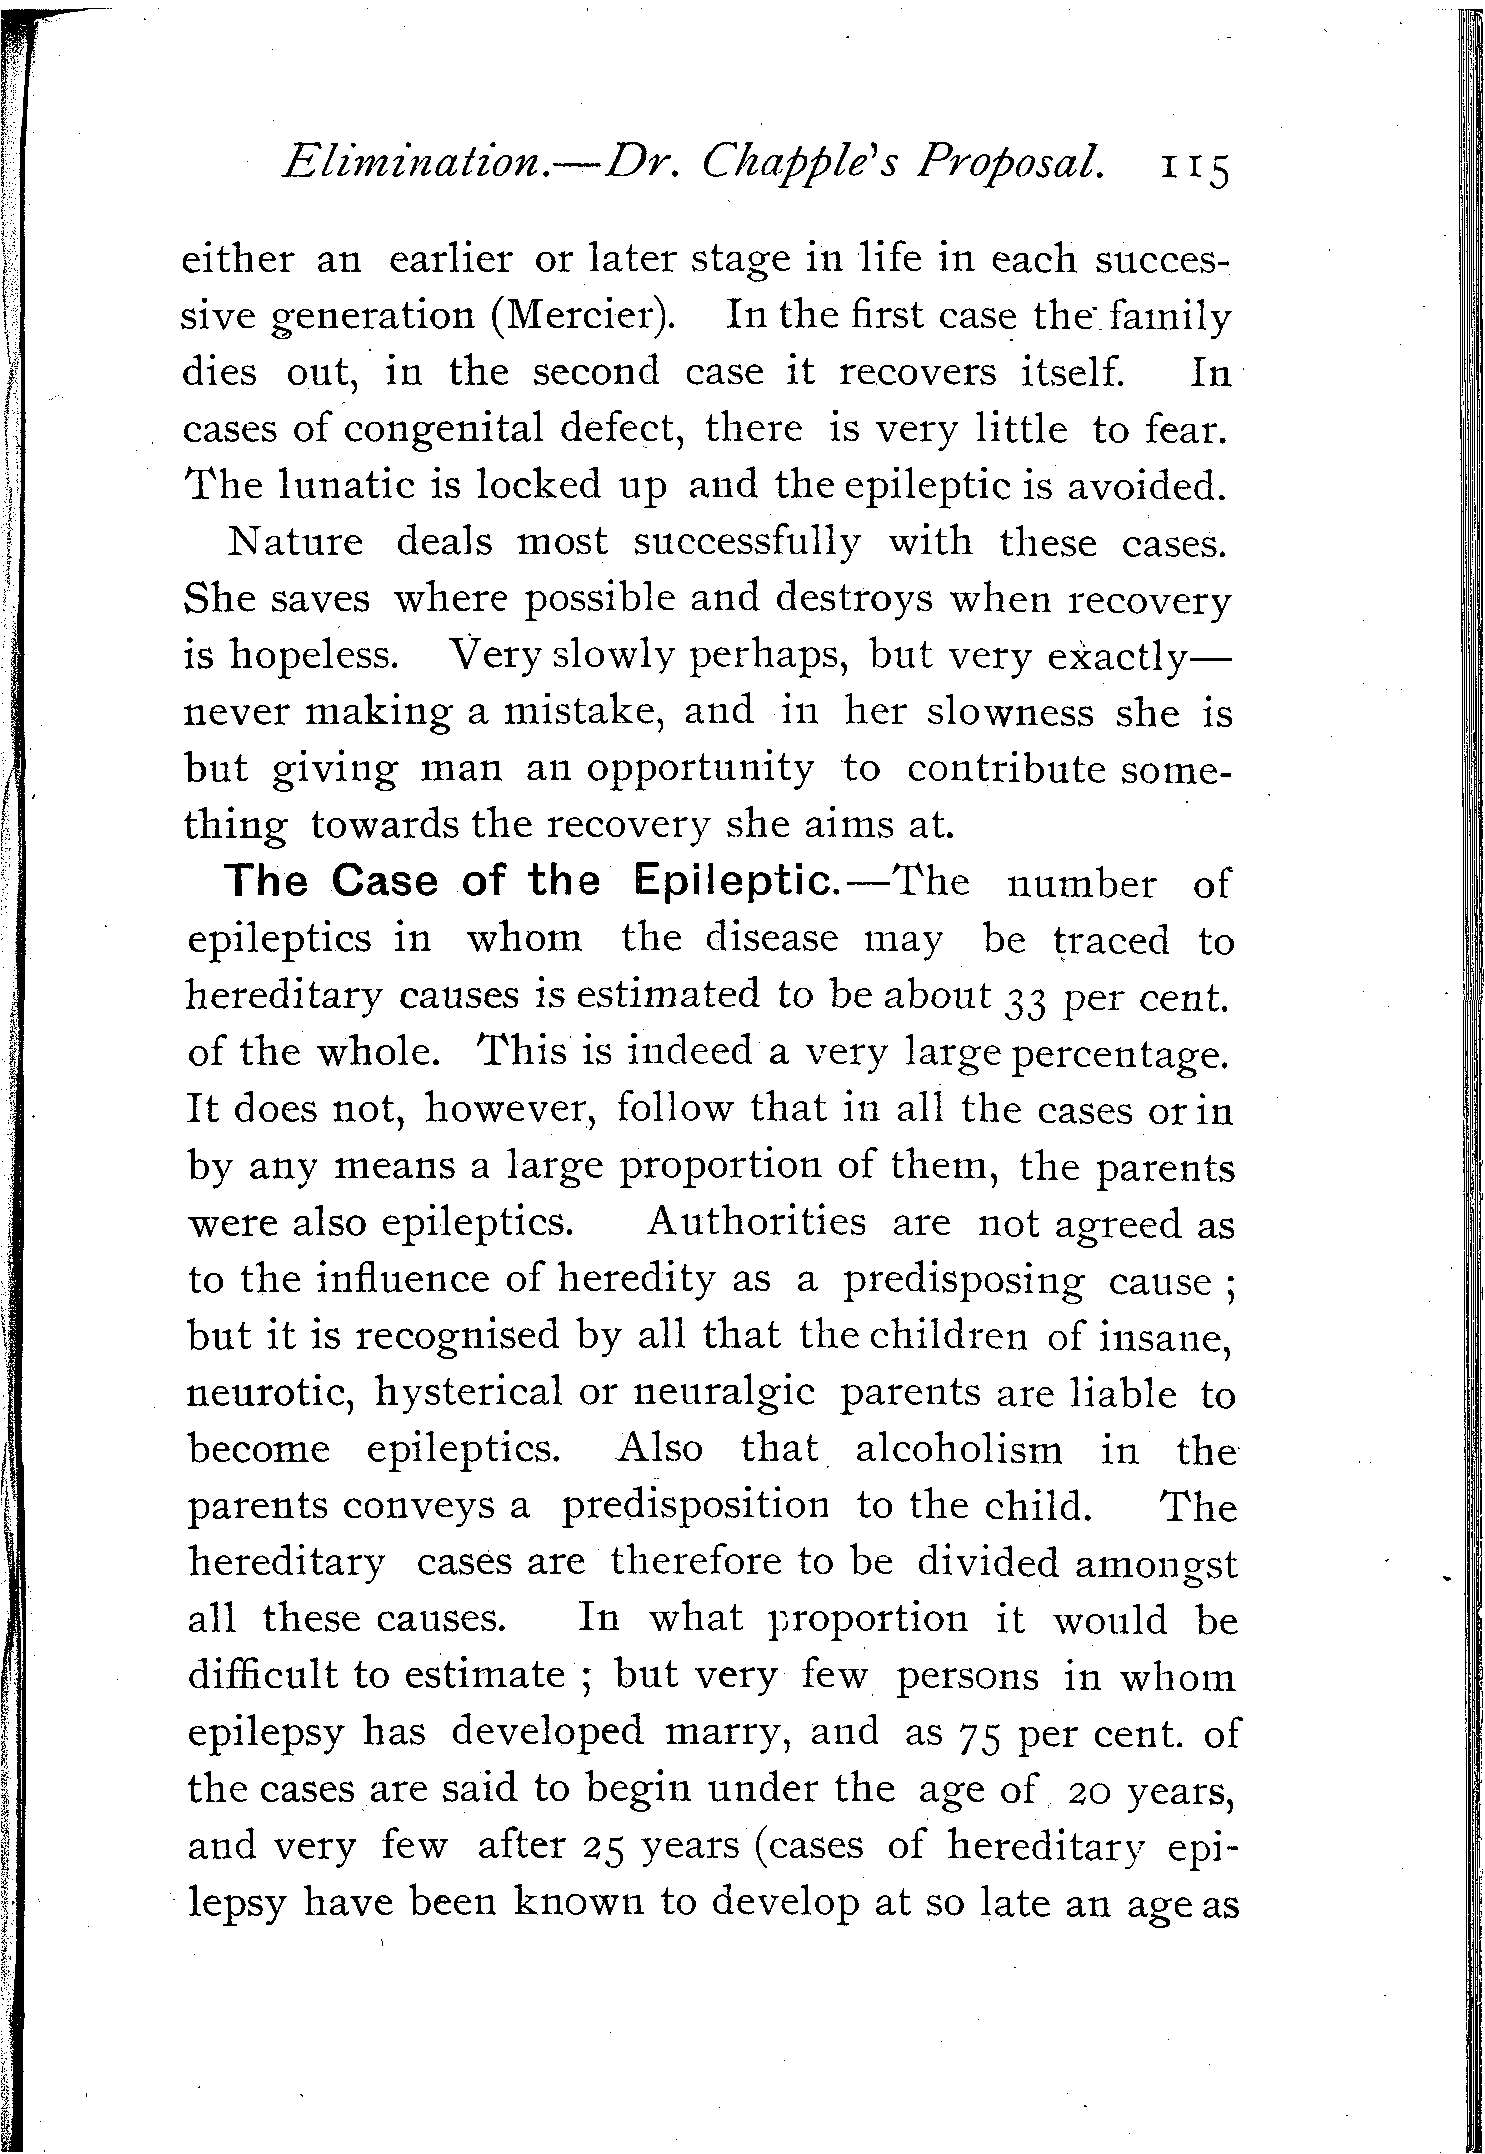 Elimination.—Dr. Chapple's Proposal. 115
either an earlier or later stage in life in each succes-
sive generation (Mercier). In the first case the family
dies out, in the second case it recovers itself. In
cases of congenital defect, there is very little to fear.
The lunatic is locked up and the epileptic is avoided.
Nature deals most successfully with these cases.
She saves where possible and destroys when recovery
is hopeless. Very slowly perhaps, but very exactly—
never making a mistake, and in her slowness she is
but giving man an opportunity to contribute some-
thing towards the recovery she aims at.
The Case of the Epileptic.—The number of
epileptics in whom the disease may be traced to
hereditary causes is estimated to be about 33 per cent.
of the whole. This is indeed a very large percentage.
It does not, however, follow that in all the cases or in
by any means a large proportion of them, the parents
were also epileptics. Authorities are not agreed as
to the influence of heredity as a predisposing cause ;
but it is recognised by all that the children of insane,
neurotic, hysterical or neuralgic parents are liable to
become epileptics. Also that alcoholism in the
parents conveys a predisposition to the child. The
hereditary cases are therefore to be divided amongst
all these causes. In what proportion it would be
difficult to estimate ; but very few persons in whom
epilepsy has developed marry, and as 75 per cent. of
the cases are said to begin under the age of 20 years,
and very few after 25 years (cases of hereditary epi-
lepsy have been known to develop at so late an age as